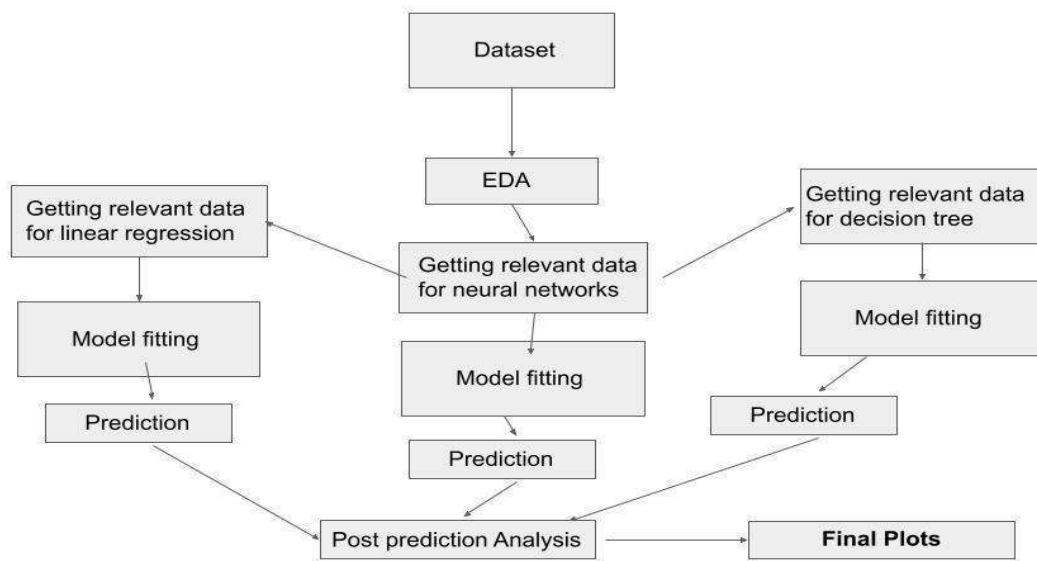 Dataset
EDA
Getting relevant data
for linear regression
Getting relevant data
for neural networks
Getting relevant data
for decision tree
Model fitting
Model fitting
Model fitting
Prediction
Prediction
Prediction
Post prediction Analysis
Final Plots